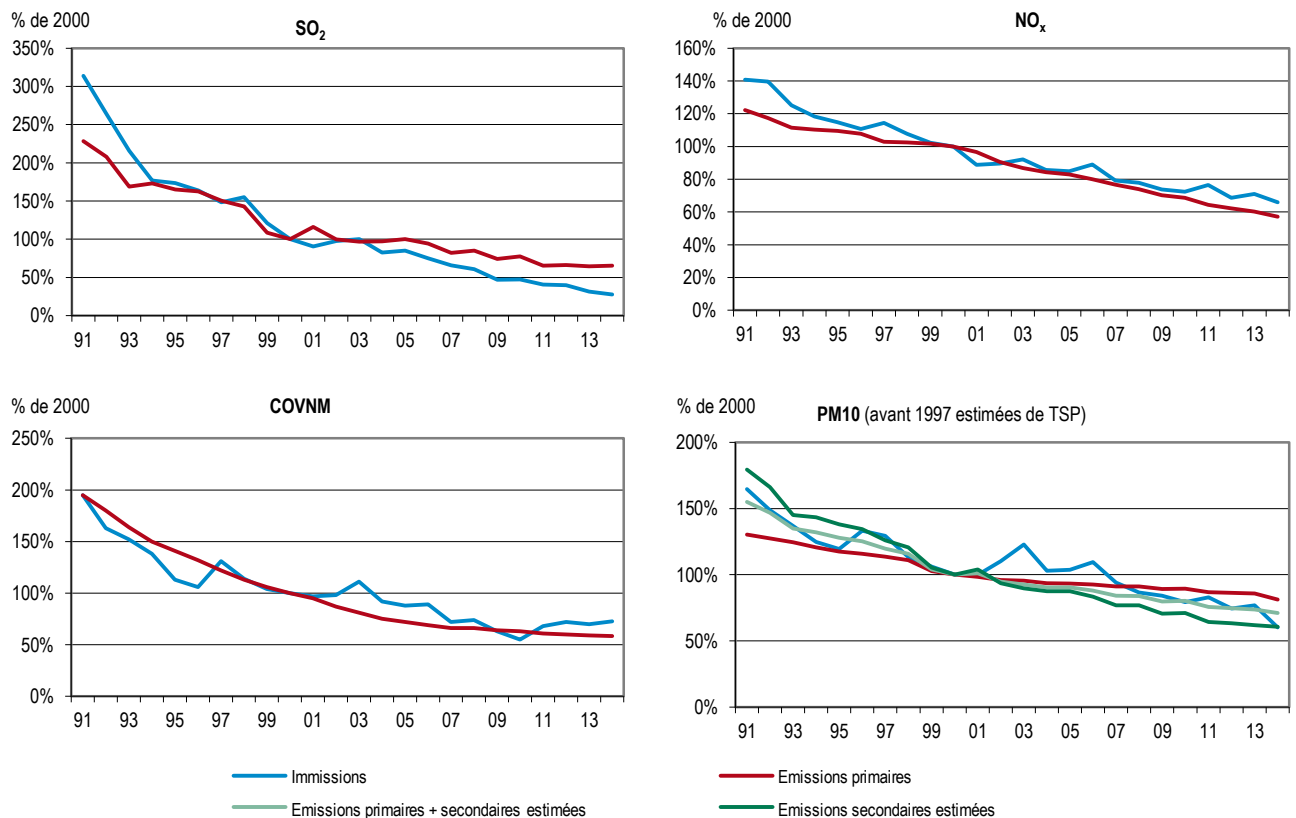 % de 2000
SO2
350%
300%
250%
200%
150%
100%
50%
0%
91 93 95 97 99 01 03 05 07 09 11 13
% de 2000
NOx
160%
140%
120%
100%
80%
60%
40%
20%
0%
91 93 95 97 99 01 03 05 07 09 11 13
% de 2000
COVNM
250%
200%
150%
100%
50%
0%
91 93 95 97 99 01 03 05 07 09 11 13
% de 2000
PM10 (avant 1997 estimées de TSP)
200%
150%
100%
50%
0%
91 93 95 97 99 01 03 05 07 09 11 13
Immissions
Emissions primaires
Emissions primaires + secondaires estimées
Emissions secondaires estimées